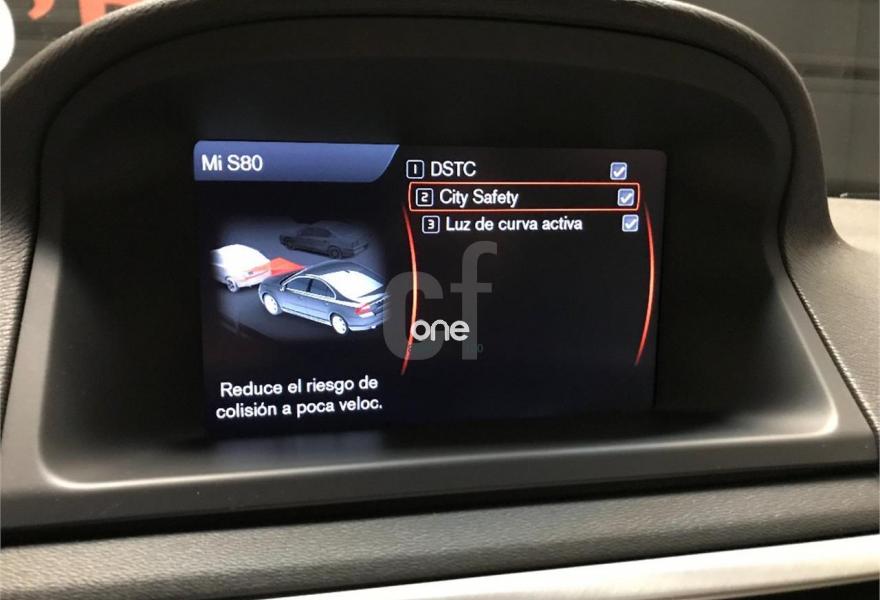 Mi S80
1 DSTC
2 City Safety
3 Luz de curva activa
cf
one
Reduce el riesgo de
colisión a poca veloc.